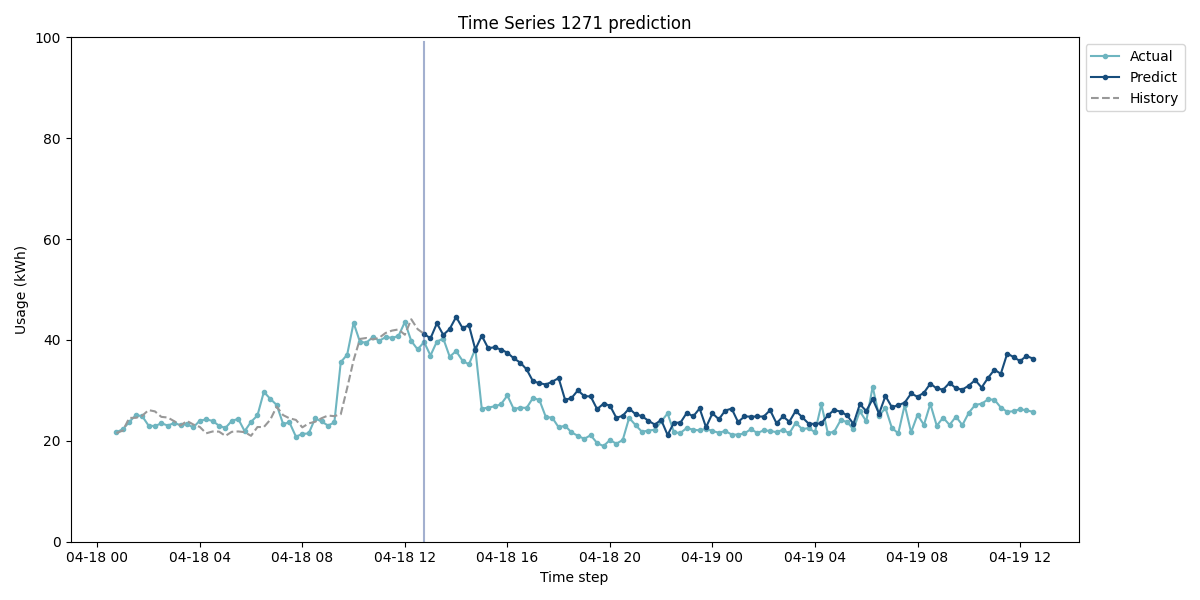 Time Series 1271 prediction
100
80
60
40
20
0
Usage (kWh)
04-18 00 04-18 04 04-18 08 04-18 12 04-18 16 04-18 20 04-19 00 04-19 04 04-19 08 04-19 12
Time step
Actual
Predict
History